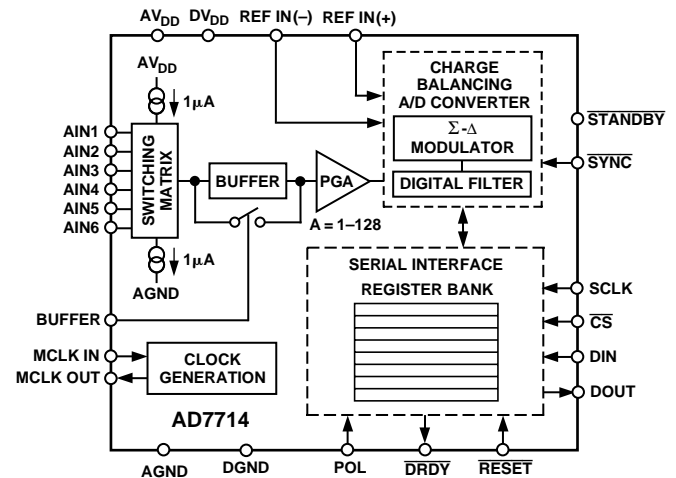 AVDD DVDD REF IN(–) REF IN(+)
AVDD
1μA
CHARGE
BALANCING
A/D CONVERTER
Σ-Δ
MODULATOR
DIGITAL FILTER
STANDBY
SYNC
AIN1
AIN2
AIN3
AIN4
AIN5
AIN6
SWITCHING
MATRIX
BUFFER
PGA
A = 1–128
1μA
AGND
SERIAL INTERFACE
REGISTER BANK
SCLK
CS
DIN
DOUT
BUFFER
MCLK IN
MCLK OUT
CLOCK
GENERATION
AD7714
AGND DGND POL DRDY RESET